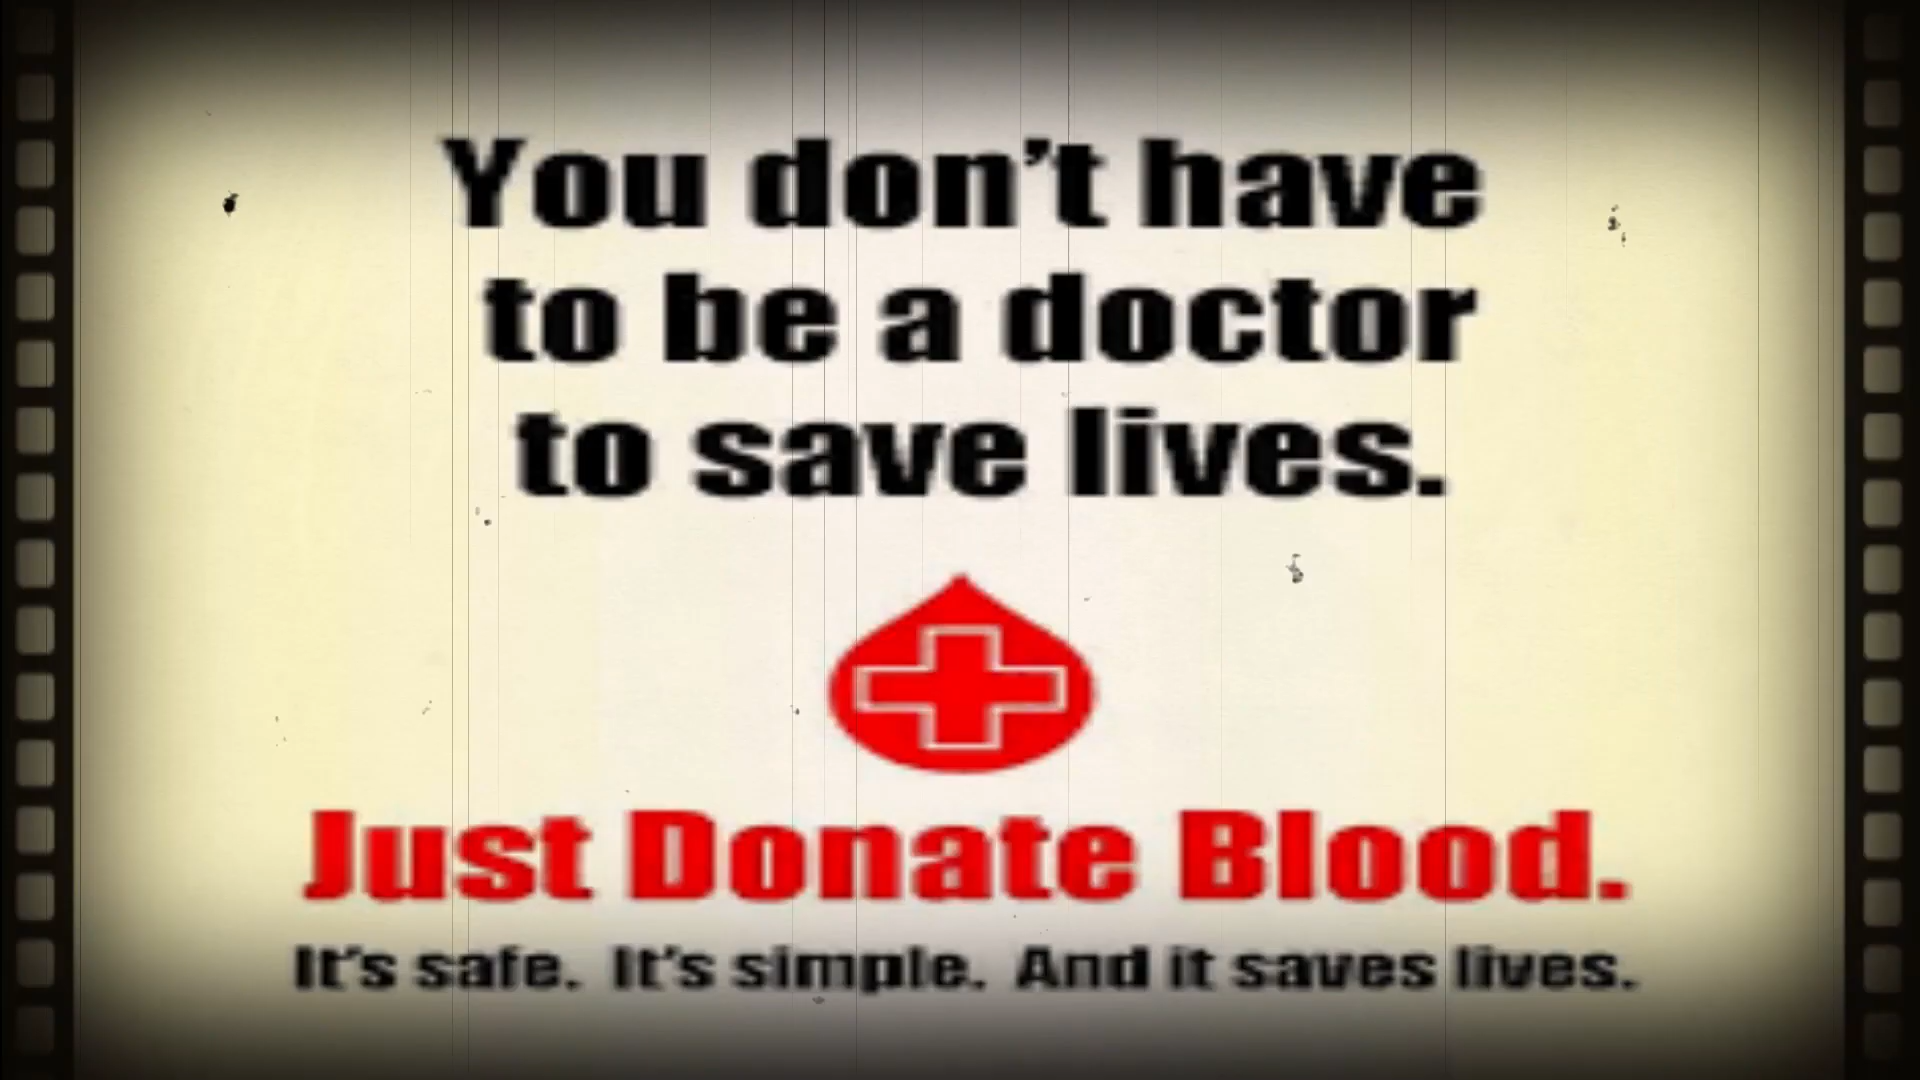 You don't have
to be a doctor
to save lives.
Just Donate Blood.
It's safe. It's simple. And it saves lives.